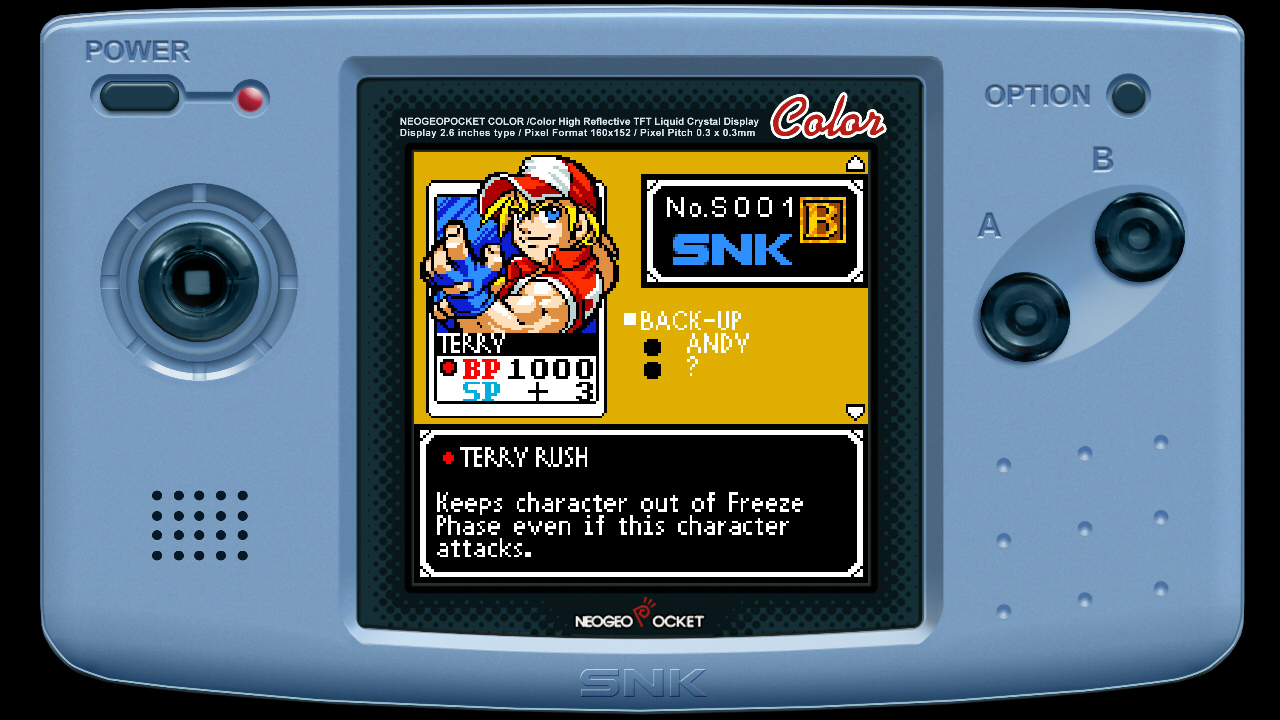 POWER
OPTION
NEOGEOPOCKET COLOR /Color High Reflective TFT Liquid Crystal Display
Display 2.6 inches type / Pixel Format 160x152 / Pixel Pitch 0.3 x 0.3mm
Color
B
A
No.S001 B
SNK
BACK-UP
ANDY
?
TERRY
BP 1000
SP + 3
TERRY RUSH
Keeps character out of Freeze
Phase even if this character
attacks.
NEOGEO POCKET
SNK